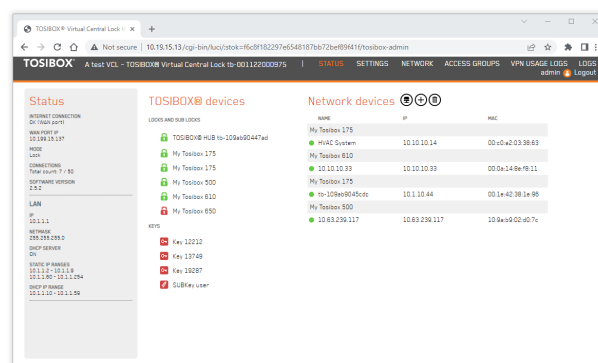 TOSIBOX® Virtual Central Lock tb
Not secure | 10.19.15.13/cgi-bin/luci/;stok=f6c8f182297e6548187bb72bef89f41f/tosibox-admin
TOSIBOX® A test VCL - TOSIBOX® Virtual Central Lock tb-001122000975 | STATUS SETTINGS NETWORK ACCESS GROUPS VPN USAGE LOGS LOGS
admin Logout
Status
INTERNET CONNECTION
OK (WAN port)
WAN PORT IP
10.199.15.137
MODE
Lock
CONNECTIONS
Total count: 7 / 50
SOFTWARE VERSION
2.5.2
LAN
IP
10.1.1.1
NETMASK
255.255.255.0
DHCP SERVER
ON
STATIC IP RANGES
10.1.1.2 - 10.1.1.9
10.1.1.60 - 10.1.1.254
DHCP IP RANGE
10.1.1.10 - 10.1.1.59
TOSIBOX® devices
LOCKS AND SUB LOCKS
TOSIBOX® HUB tb-109ab90447ed
My Tosibox 175
My Tosibox 175
My Tosibox 500
My Tosibox 610
My Tosibox 650
KEYS
Key 12212
Key 13749
Key 19287
SUBKey user
Network devices
NAME IP MAC
My Tosibox 175
HVAC System 10.10.10.14 00:c0:a2:03:38:63
My Tosibox 610
10.10.10.33 10.10.10.33 00:0a:14:8e:f9:11
My Tosibox 175
tb-109ab9045cdc 10.1.10.44 00:1e:42:38:1e:96
My Tosibox 500
10.63.239.117 10.63.239.117 10:9a:b9:02:d0:7c